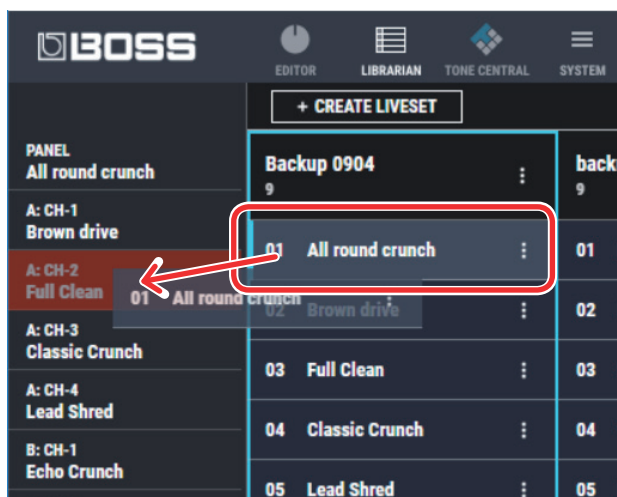 BOSS
EDITOR
LIBRARIAN
TONE CENTRAL
SYSTEM
+ CREATE LIVESET
PANEL
All round crunch
A: CH-1
Brown drive
A: CH-2
Full Clean
A: CH-3
Classic Crunch
A: CH-4
Lead Shred
B: CH-1
Echo Crunch
01 All round crunch
Backup 0904
9
01 All round crunch
02 Brown drive
03 Full Clean
04 Classic Crunch
05 Lead Shred
back
9
01
02
03
04
05